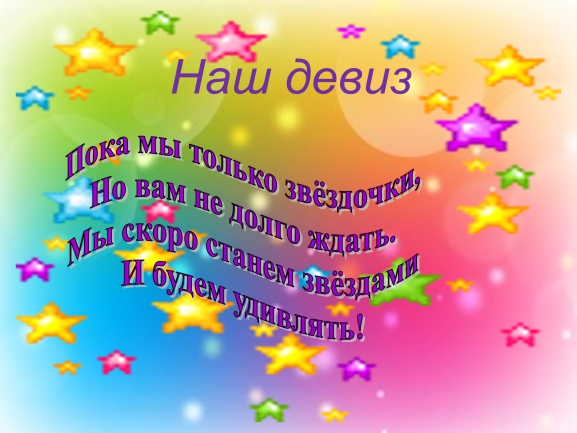 Наш девиз
Пока мы только звёздочки,
Но вам не долго ждать.
Мы скоро станем звёздами
И будем удивлять!